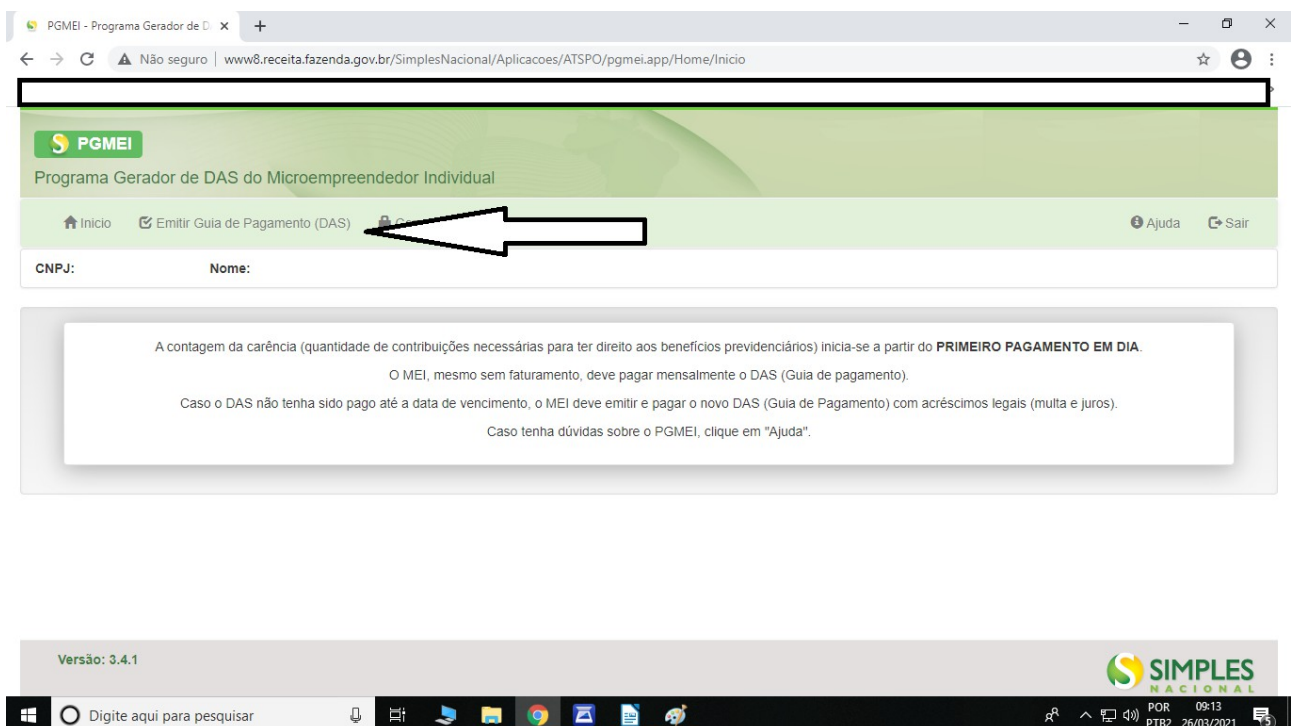 PGMEI - Programa Gerador de D
Não seguro | www8.receita.fazenda.gov.br/SimplesNacional/Aplicacoes/ATSPO/pgmei.app/Home/Inicio
PGMEI
Programa Gerador de DAS do Microempreendedor Individual
Inicio Emitir Guia de Pagamento (DAS) Ajuda Sair
CNPJ: Nome:
A contagem da carência (quantidade de contribuições necessárias para ter direito aos benefícios previdenciários) inicia-se a partir do PRIMEIRO PAGAMENTO EM DIA.
O MEI, mesmo sem faturamento, deve pagar mensalmente o DAS (Guia de pagamento).
Caso o DAS não tenha sido pago até a data de vencimento, o MEI deve emitir e pagar o novo DAS (Guia de Pagamento) com acréscimos legais (multa e juros).
Caso tenha dúvidas sobre o PGMEI, clique em "Ajuda".
Versão: 3.4.1
SIMPLES
NACIONAL
Digite aqui para pesquisar
POR 09:13
PTB2 26/03/2021